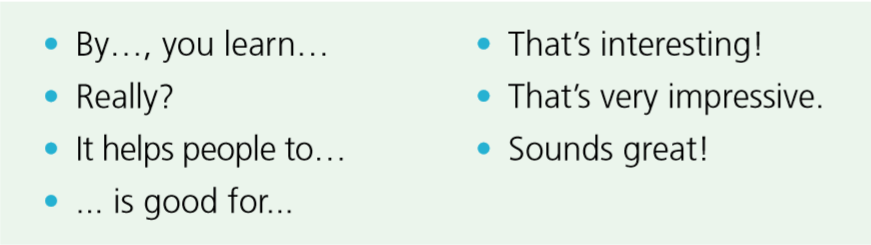 • By…, you learn…
• Really?
• It helps people to…
• ... is good for...
• That's interesting!
• That's very impressive.
• Sounds great!